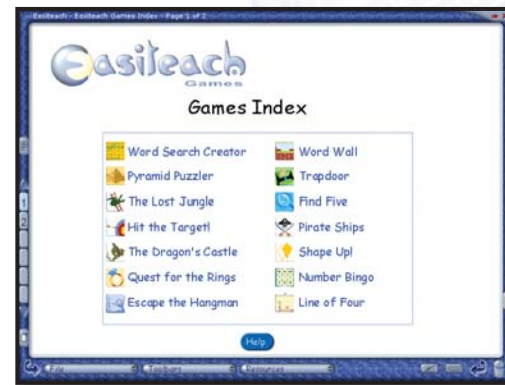 Easiteach - Easiteach Games Index - Page 1 of 2
Easiteach
Games
Games Index
Word Search Creator
Pyramid Puzzler
The Lost Jungle
Hit the Target!
The Dragon's Castle
Quest for the Rings
Escape the Hangman
Word Wall
Trapdoor
Find Five
Pirate Ships
Shape Up!
Number Bingo
Line of Four
Help
1
2
File
Toolbars
Resources